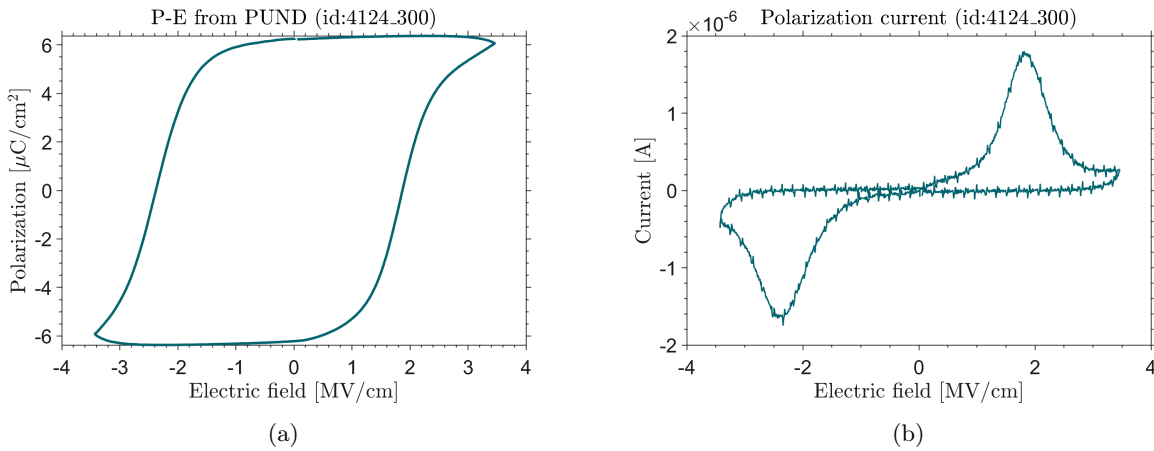 P-E from PUND (id:4124_300)
Polarization [μC/cm²]
6
4
2
0
-2
-4
-6
-4 -3 -2 -1 0 1 2 3 4
Electric field [MV/cm]
(a)
Polarization current (id:4124_300)
×10⁻⁶
Current [A]
2
1
0
-1
-2
-4 -2 0 2 4
Electric field [MV/cm]
(b)